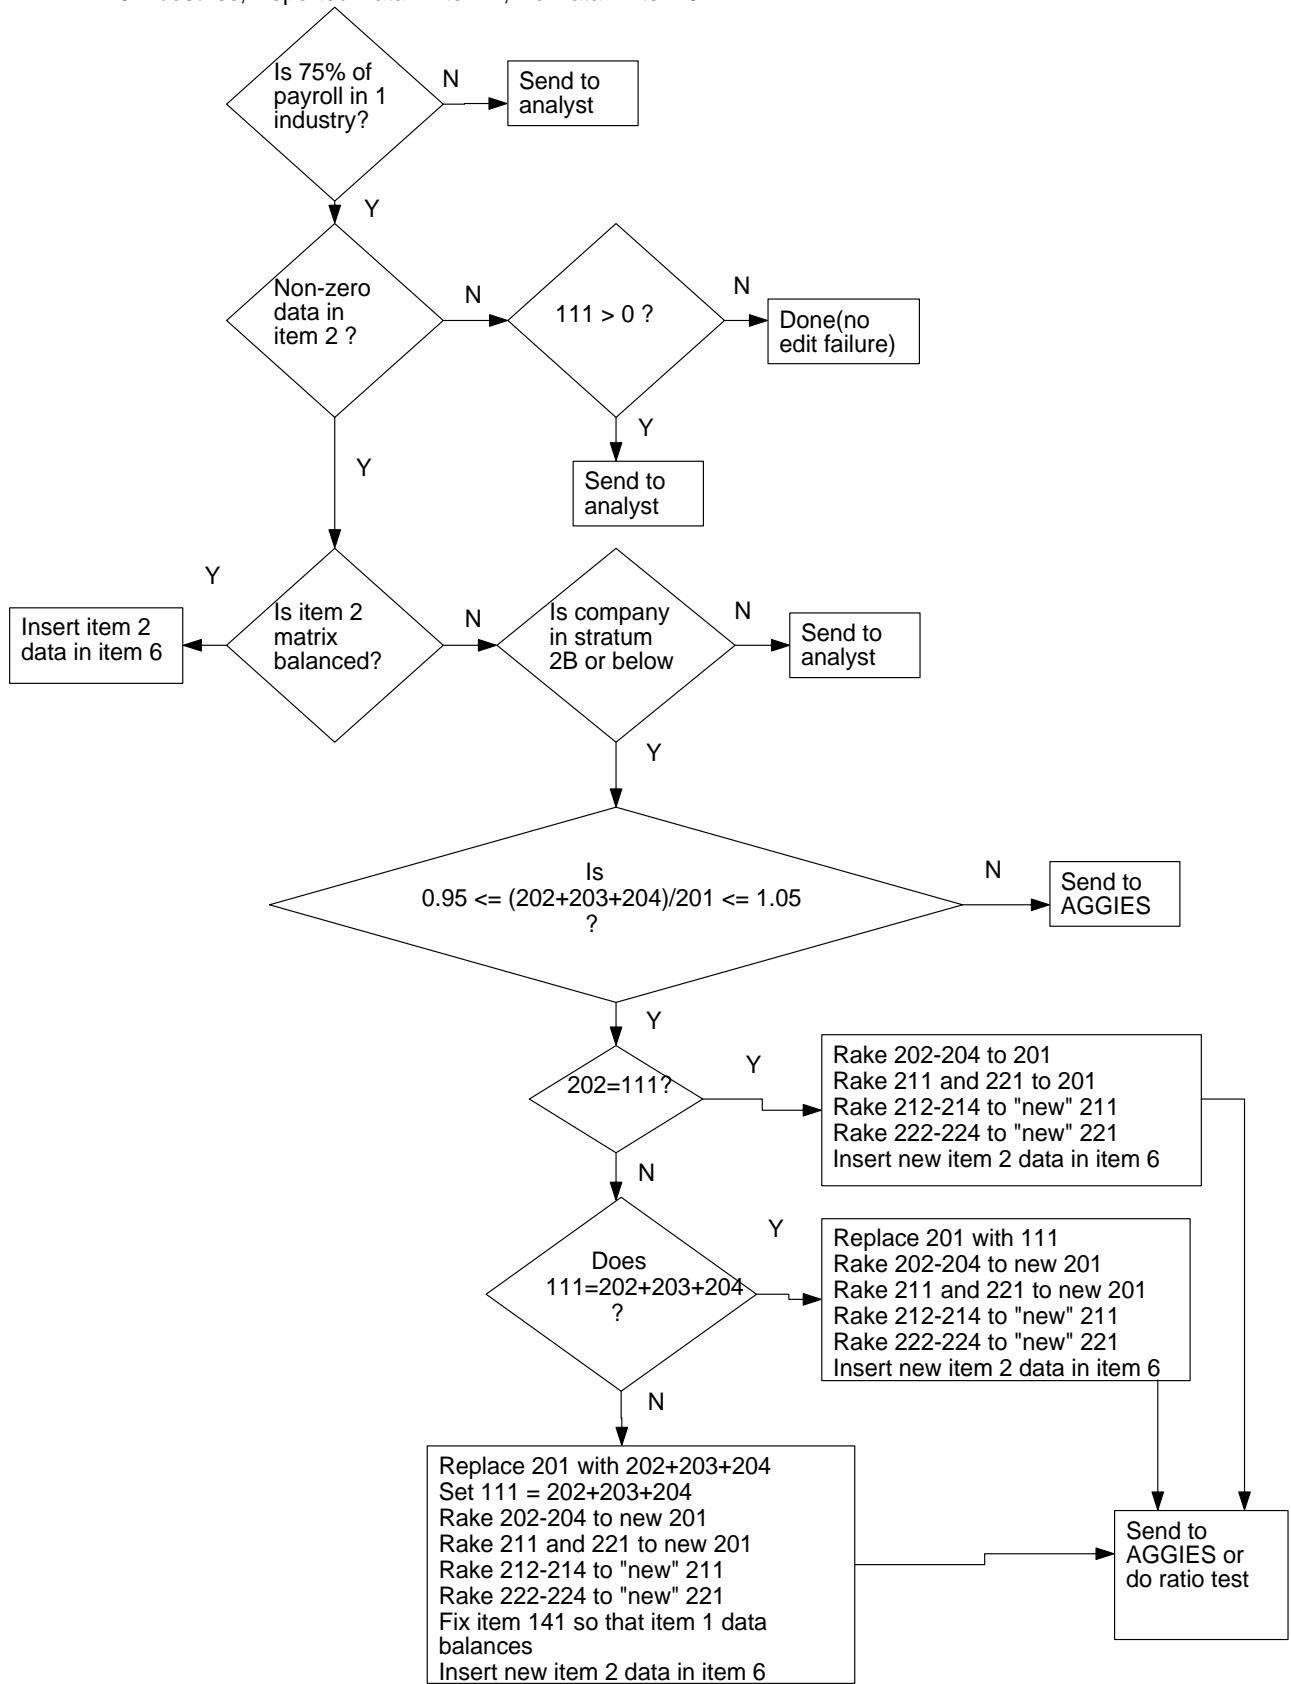 Is 75% of
payroll in 1
industry?
N
Send to
analyst
Y
Non-zero
data in
item 2 ?
N
111 > 0 ?
N
Done(no
edit failure)
Y
Send to
analyst
Y
Y
Insert item 2
data in item 6
Is item 2
matrix
balanced?
N
Is company
in stratum
2B or below
N
Send to
analyst
Y
Is
0.95 <= (202+203+204)/201 <= 1.05
?
N
Send to
AGGIES
Y
202=111?
Y
Rake 202-204 to 201
Rake 211 and 221 to 201
Rake 212-214 to "new" 211
Rake 222-224 to "new" 221
Insert new item 2 data in item 6
N
Does
111=202+203+204
?
Y
Replace 201 with 111
Rake 202-204 to new 201
Rake 211 and 221 to new 201
Rake 212-214 to "new" 211
Rake 222-224 to "new" 221
Insert new item 2 data in item 6
N
Replace 201 with 202+203+204
Set 111 = 202+203+204
Rake 202-204 to new 201
Rake 211 and 221 to new 201
Rake 212-214 to "new" 211
Rake 222-224 to "new" 221
Fix item 141 so that item 1 data
balances
Insert new item 2 data in item 6
Send to
AGGIES or
do ratio test